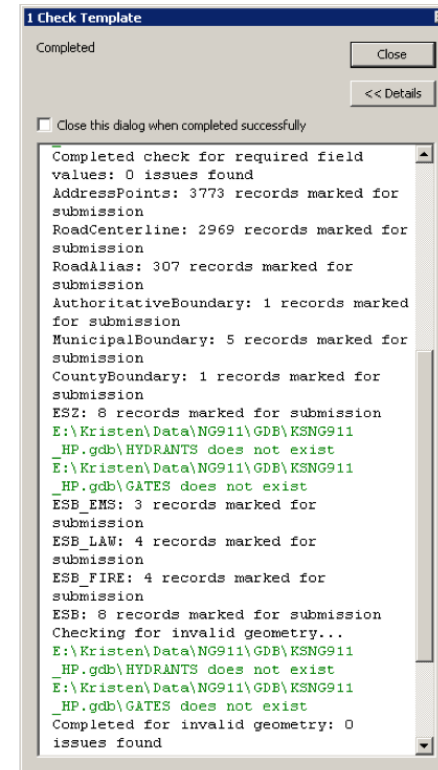 1 Check Template
Completed
Close
<< Details
Close this dialog when completed successfully
Completed check for required field
values: 0 issues found
AddressPoints: 3773 records marked for
submission
RoadCenterline: 2969 records marked for
submission
RoadAlias: 307 records marked for
submission
AuthoritativeBoundary: 1 records marked
for submission
MunicipalBoundary: 5 records marked for
submission
CountyBoundary: 1 records marked for
submission
ESZ: 8 records marked for submission
E:\Kristen\Data\NG911\GDB\KSNG911
_HP.gdb\HYDRANTS does not exist
E:\Kristen\Data\NG911\GDB\KSNG911
_HP.gdb\GATES does not exist
ESB_EMS: 3 records marked for
submission
ESB_LAW: 4 records marked for
submission
ESB_FIRE: 4 records marked for
submission
ESB: 8 records marked for submission
Checking for invalid geometry...
E:\Kristen\Data\NG911\GDB\KSNG911
_HP.gdb\HYDRANTS does not exist
E:\Kristen\Data\NG911\GDB\KSNG911
_HP.gdb\GATES does not exist
Completed for invalid geometry: 0
issues found